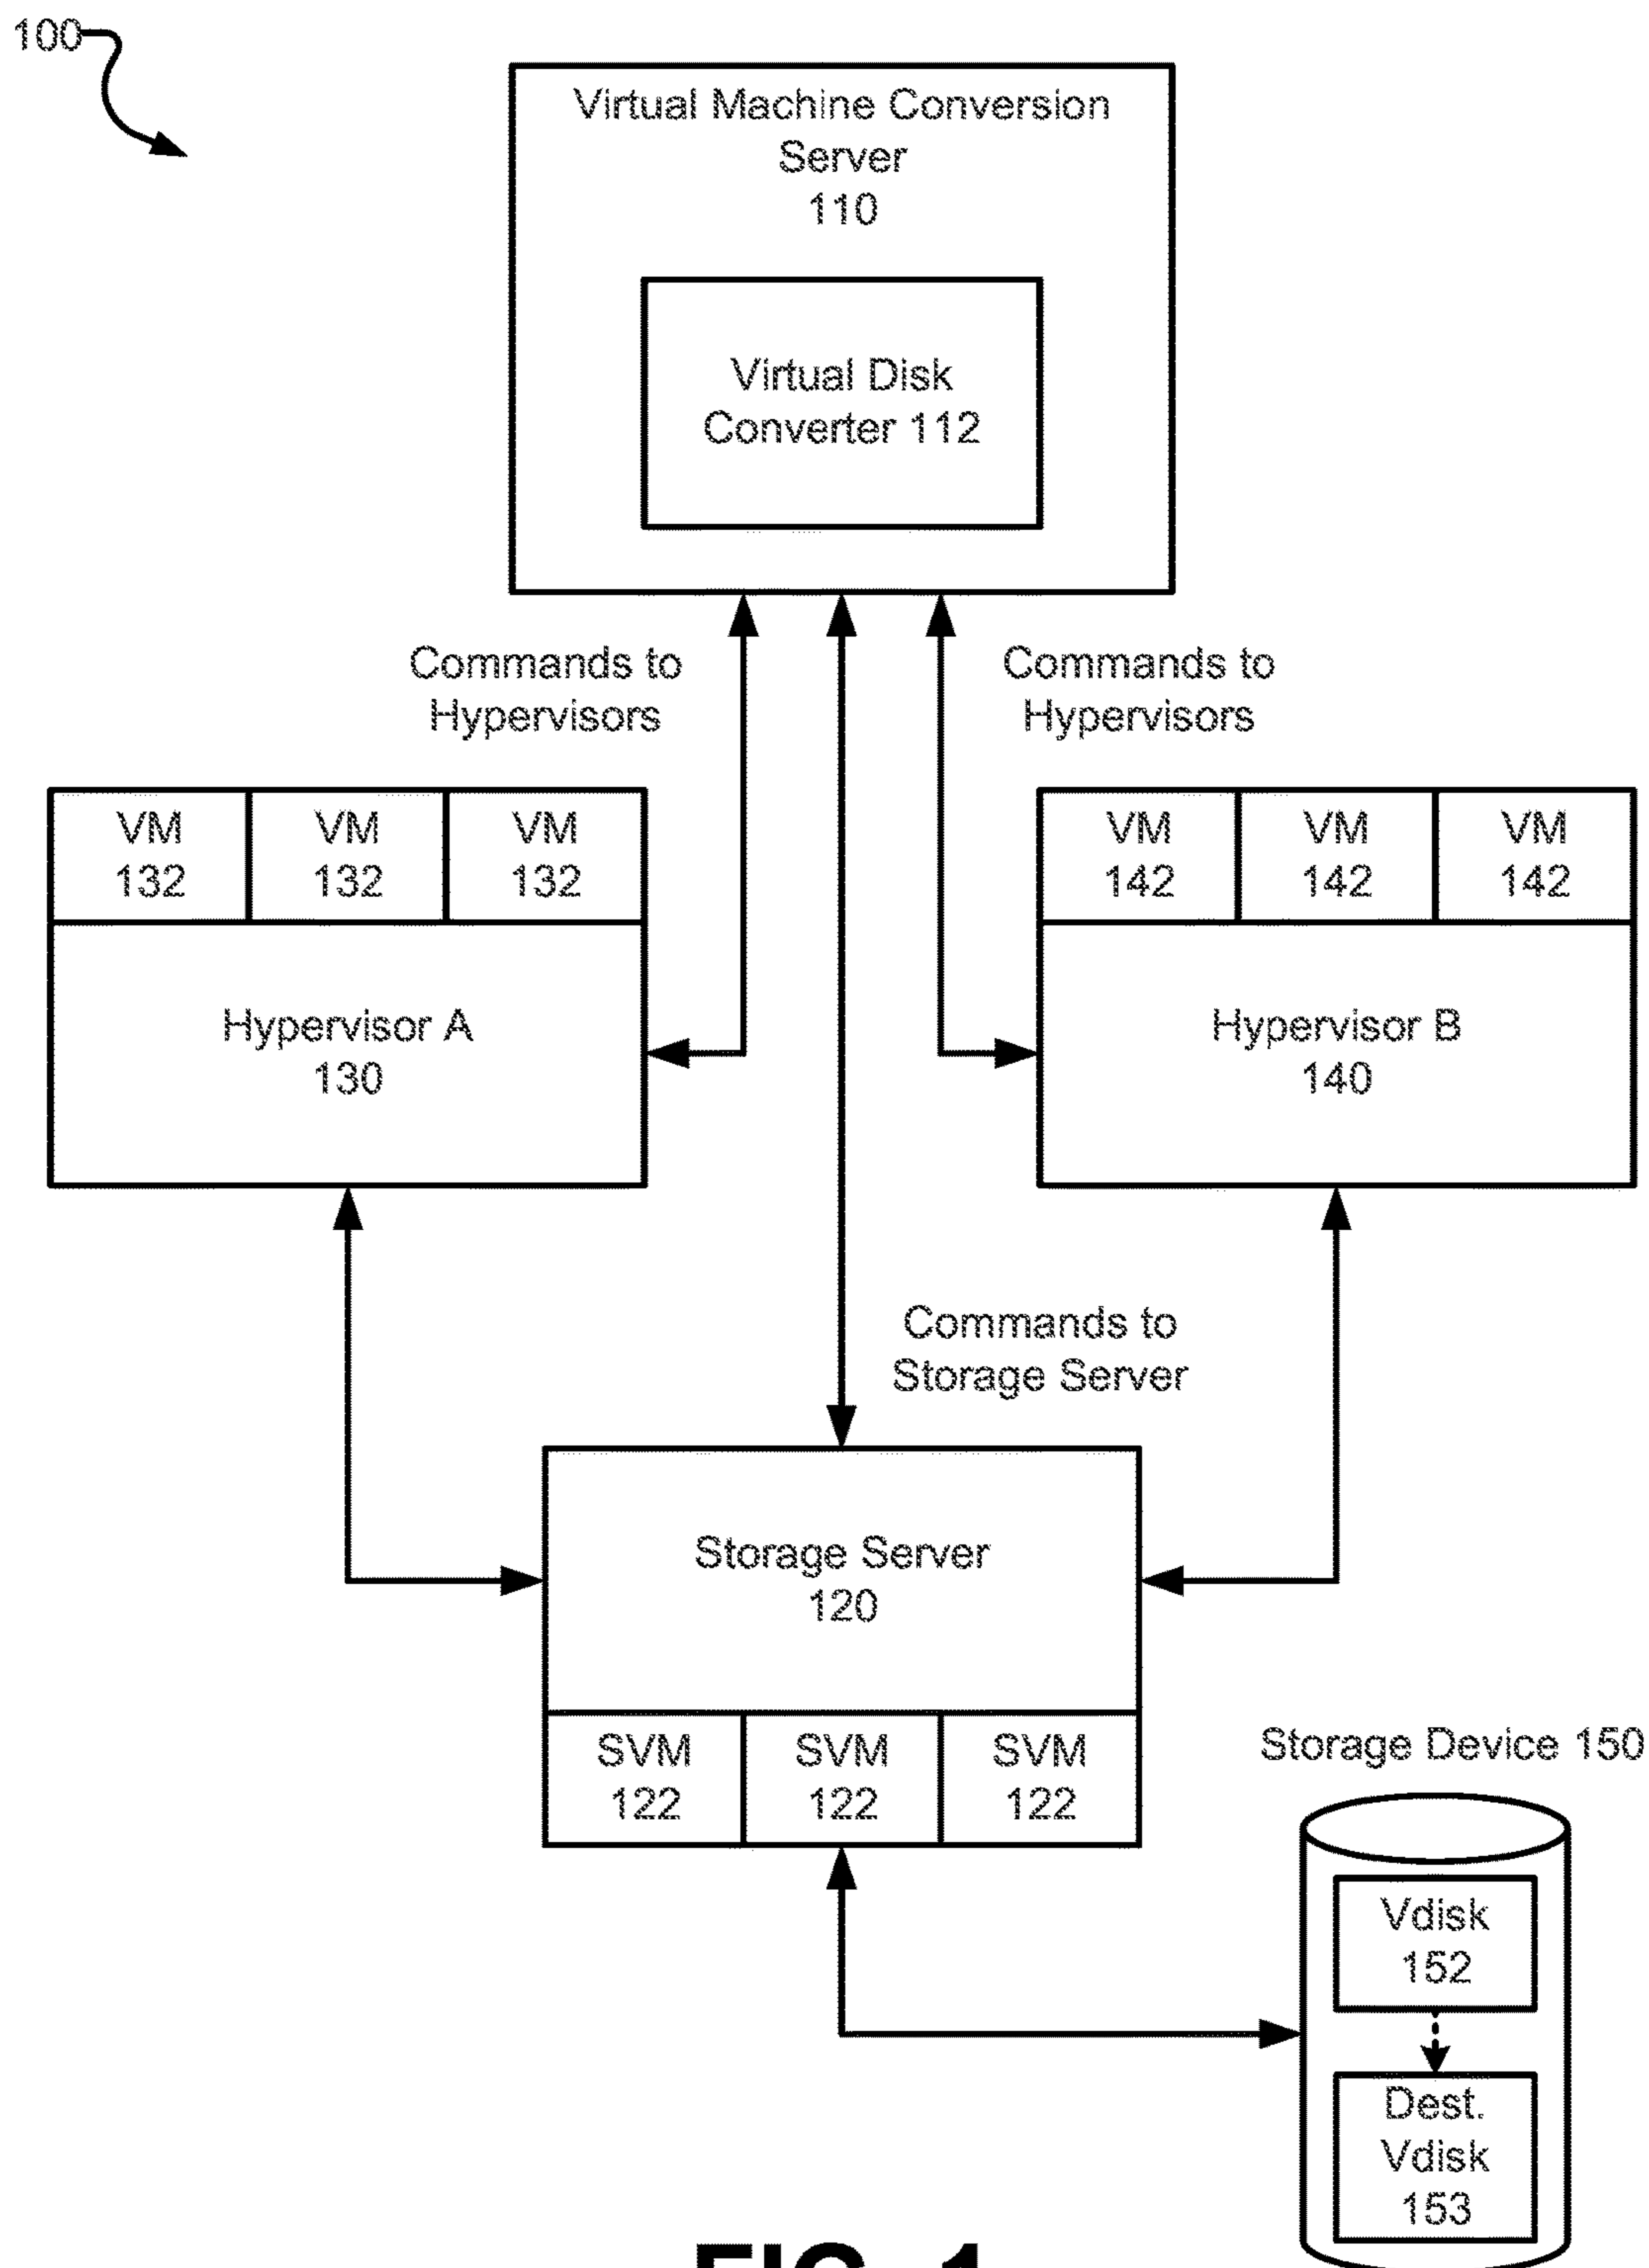 100
Virtual Machine Conversion
Server
110
Virtual Disk
Converter 112
Commands to
Hypervisors
Commands to
Hypervisors
VM
132
VM
132
VM
132
Hypervisor A
130
VM
142
VM
142
VM
142
Hypervisor B
140
Commands to
Storage Server
Storage Server
120
SVM
122
SVM
122
SVM
122
Storage Device 150
Vdisk
152
Dest.
Vdisk
153
FIG. 1